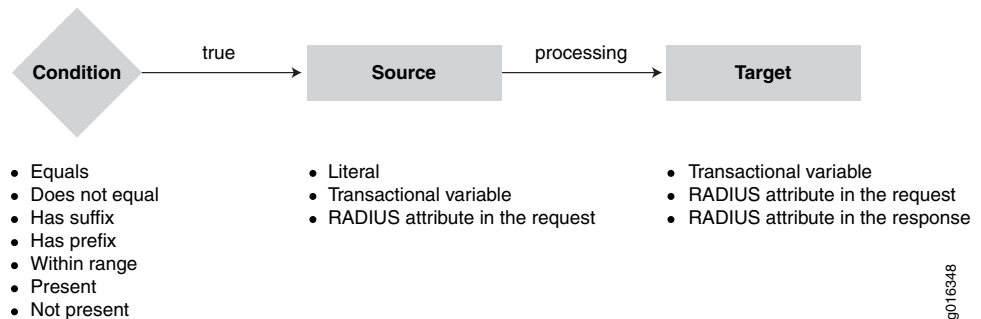 true
processing
Condition
Source
Target
• Equals
• Does not equal
• Has suffix
• Has prefix
• Within range
• Present
• Not present
• Literal
• Transactional variable
• RADIUS attribute in the request
• Transactional variable
• RADIUS attribute in the request
• RADIUS attribute in the response
g016348